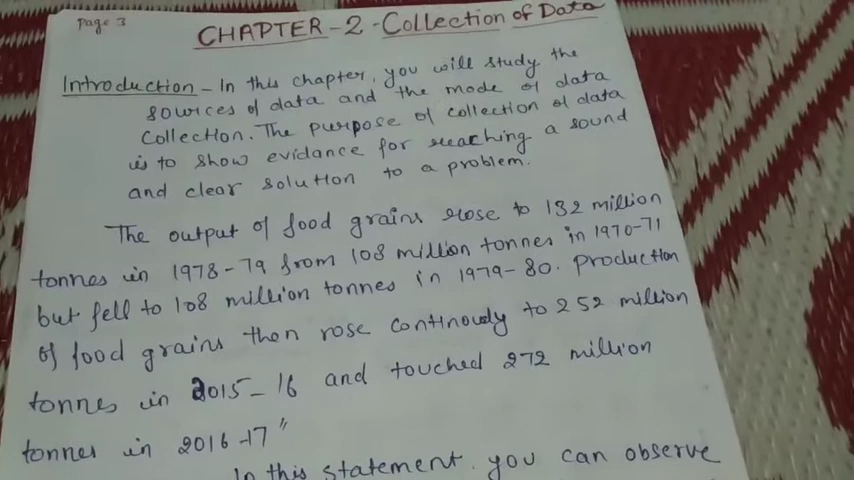 Page 3
CHAPTER-2-Collection of Data
Introduction - In this chapter, you will study the
sources of data and the mode of data
collection. The purpose of collection of data
is to show evidance for reaching a sound
and clear solution to a problem.
The output of food grains rose to 132 million
tonnes in 1978-79 from 108 million tonnes in 1970-71
but fell to 108 million tonnes in 1979-80. Production
of food grains then rose continously to 252 million
tonnes in 2015-16 and touched 272 million
tonnes in 2016-17"
In this statement, you can observe